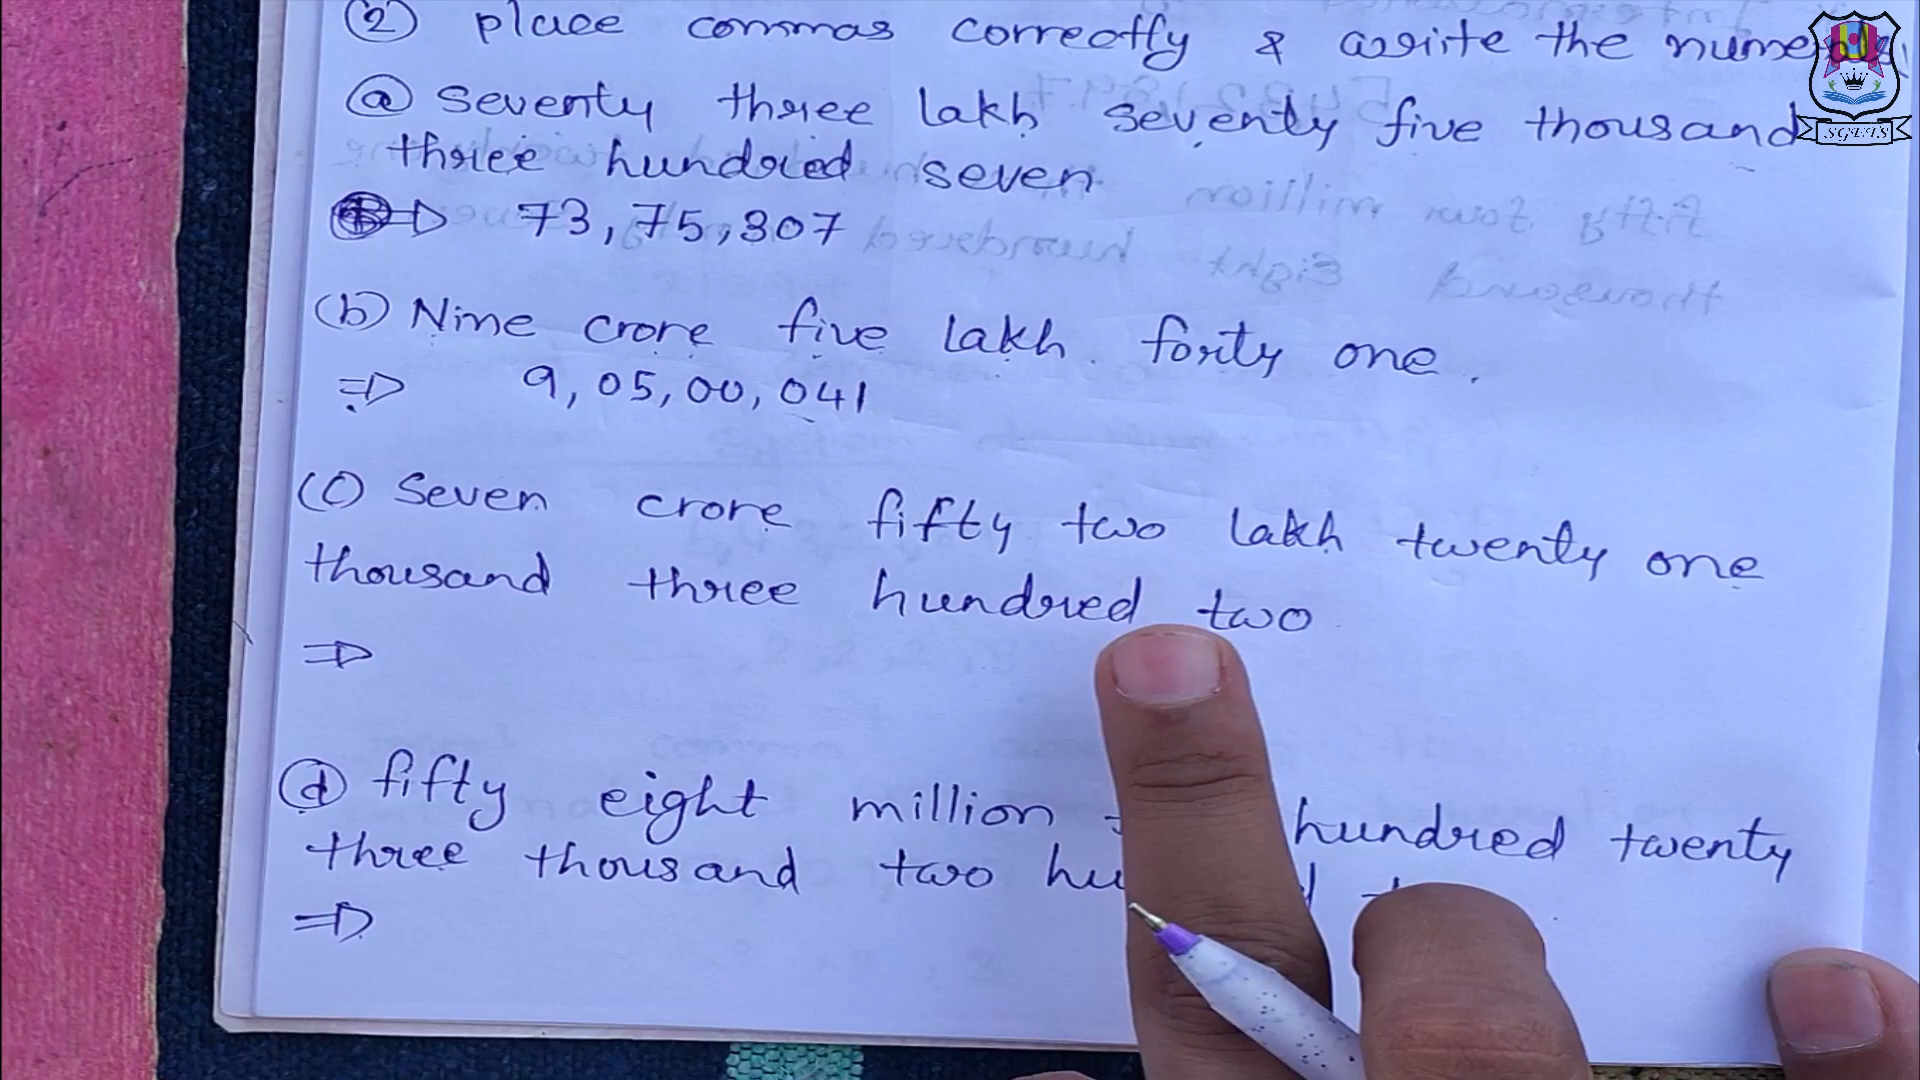 ② place commas correctly & write the numerals
ⓐ seventy three lakh seventy five thousand
three hundred seven
⇒ 73,75,307
(b) Nine crore five lakh. forty one.
⇒ 9,05,00,041
(c) Seven crore fifty two lakh twenty one
thousand three hundred two
⇒
ⓓ fifty eight million hundred twenty
three thousand two
⇒
SGVAIS